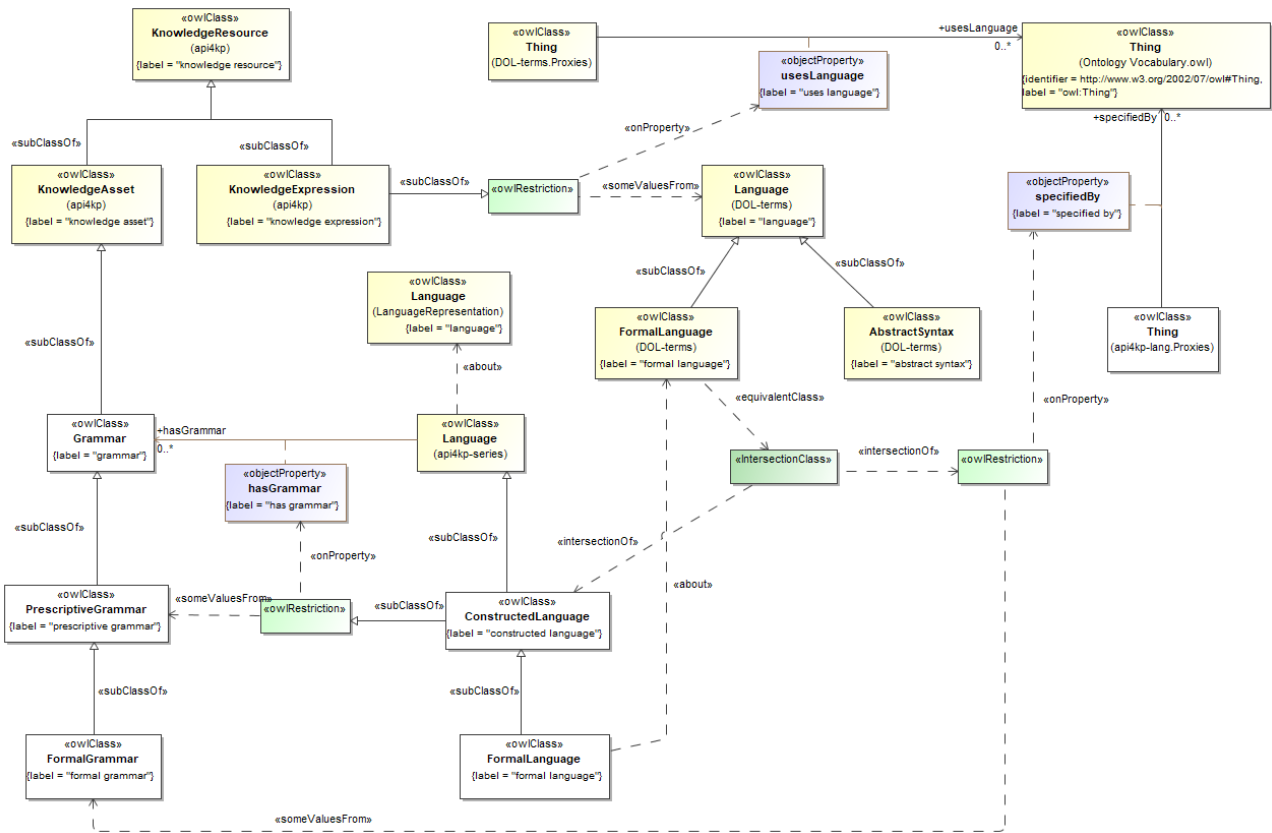 «owlClass»
KnowledgeResource
(api4kp)
{label = "knowledge resource"}
«owlClass»
Thing
(DOL-terms.Proxies)
+usesLanguage
0..*
«owlClass»
Thing
(Ontology Vocabulary.owl)
{identifier = http://www.w3.org/2002/07/owl#Thing,
label = "owl:Thing"}
«objectProperty»
usesLanguage
{label = "uses language"}
+specifiedBy
0..*
«onProperty»
«subClassOf»
«subClassOf»
«owlClass»
KnowledgeAsset
(api4kp)
{label = "knowledge asset"}
«owlClass»
KnowledgeExpression
(api4kp)
{label = "knowledge expression"}
«subClassOf»
«owlRestriction»
«someValuesFrom»
«owlClass»
Language
(DOL-terms)
{label = "language"}
«objectProperty»
specifiedBy
{label = "specified by"}
«subClassOf»
«subClassOf»
«owlClass»
Language
(LanguageRepresentation)
{label = "language"}
«owlClass»
FormalLanguage
(DOL-terms)
{label = "formal language"}
«owlClass»
AbstractSyntax
(DOL-terms)
{label = "abstract syntax"}
«owlClass»
Thing
(api4kp-lang.Proxies)
«subClassOf»
«about»
«equivalentClass»
«onProperty»
«owlClass»
Grammar
{label = "grammar"}
+hasGrammar
0..*
«owlClass»
Language
(api4kp-series)
«objectProperty»
hasGrammar
{label = "has grammar"}
«IntersectionClass»
«intersectionOf»
«owlRestriction»
«subClassOf»
«subClassOf»
«intersectionOf»
«onProperty»
«about»
«owlClass»
PrescriptiveGrammar
{label = "prescriptive grammar"}
«someValuesFrom»
«owlRestriction»
«subClassOf»
«owlClass»
ConstructedLanguage
{label = "constructed language"}
«subClassOf»
«subClassOf»
«owlClass»
FormalGrammar
{label = "formal grammar"}
«owlClass»
FormalLanguage
{label = "formal language"}
«someValuesFrom»